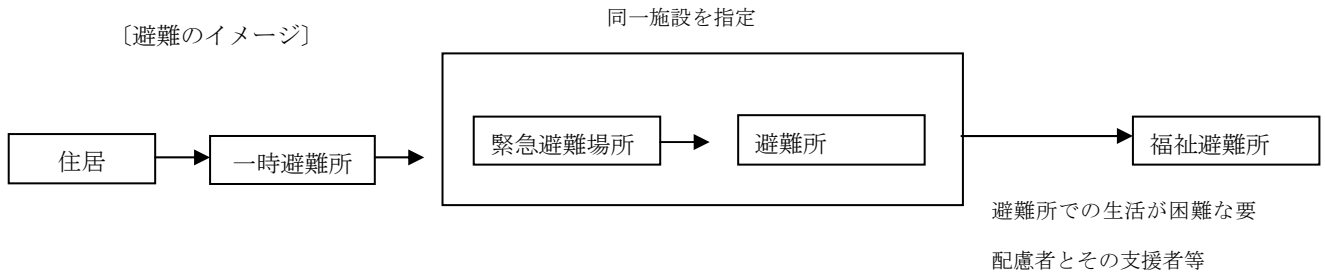 同一施設を指定
〔避難のイメージ〕
住居
一時避難所
緊急避難場所
避難所
福祉避難所
避難所での生活が困難な要
配慮者とその支援者等